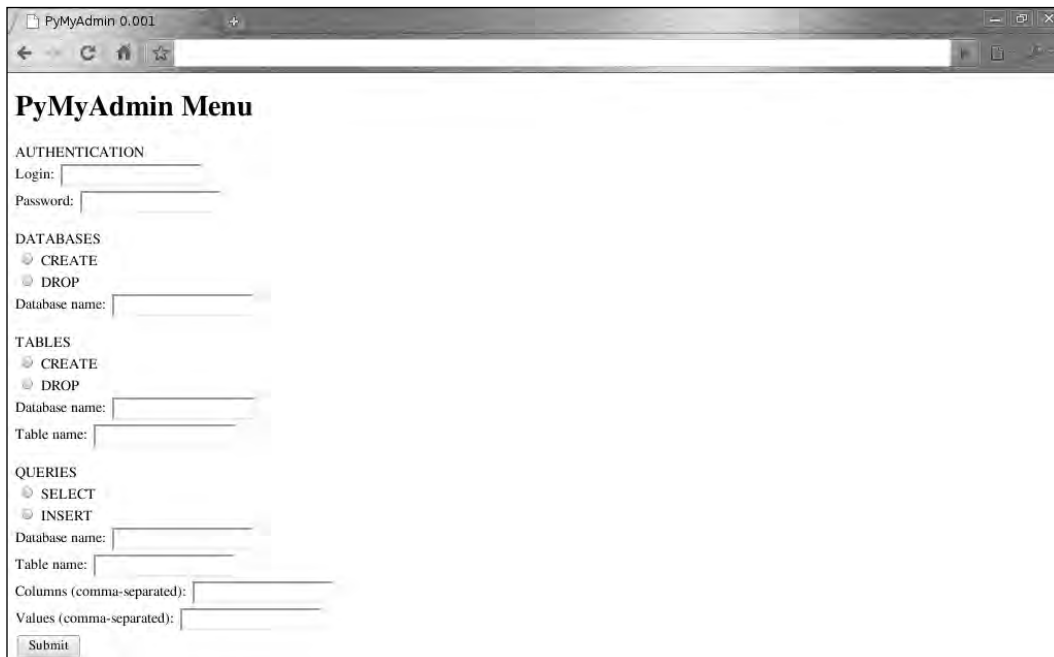 PyMyAdmin 0.001
PyMyAdmin Menu
AUTHENTICATION
Login:
Password:
DATABASES
CREATE
DROP
Database name:
TABLES
CREATE
DROP
Database name:
Table name:
QUERIES
SELECT
INSERT
Database name:
Table name:
Columns (comma-separated):
Values (comma-separated):
Submit